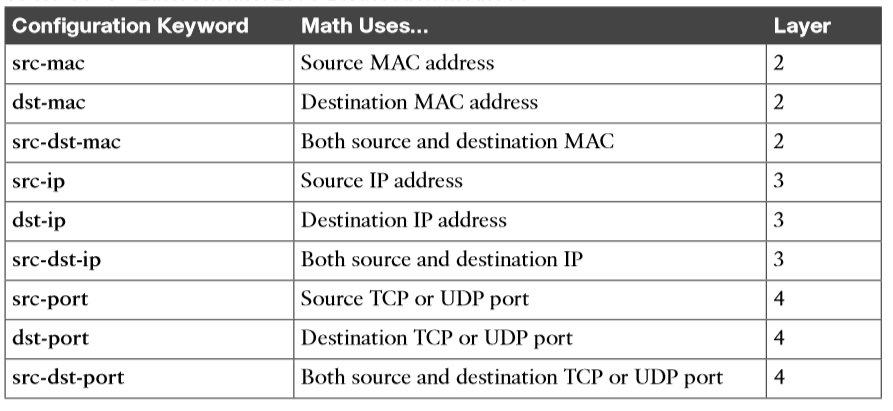 Configuration Keyword Math Uses... Layer
src-mac Source MAC address 2
dst-mac Destination MAC address 2
src-dst-mac Both source and destination MAC 2
src-ip Source IP address 3
dst-ip Destination IP address 3
src-dst-ip Both source and destination IP 3
src-port Source TCP or UDP port 4
dst-port Destination TCP or UDP port 4
src-dst-port Both source and destination TCP or UDP port 4